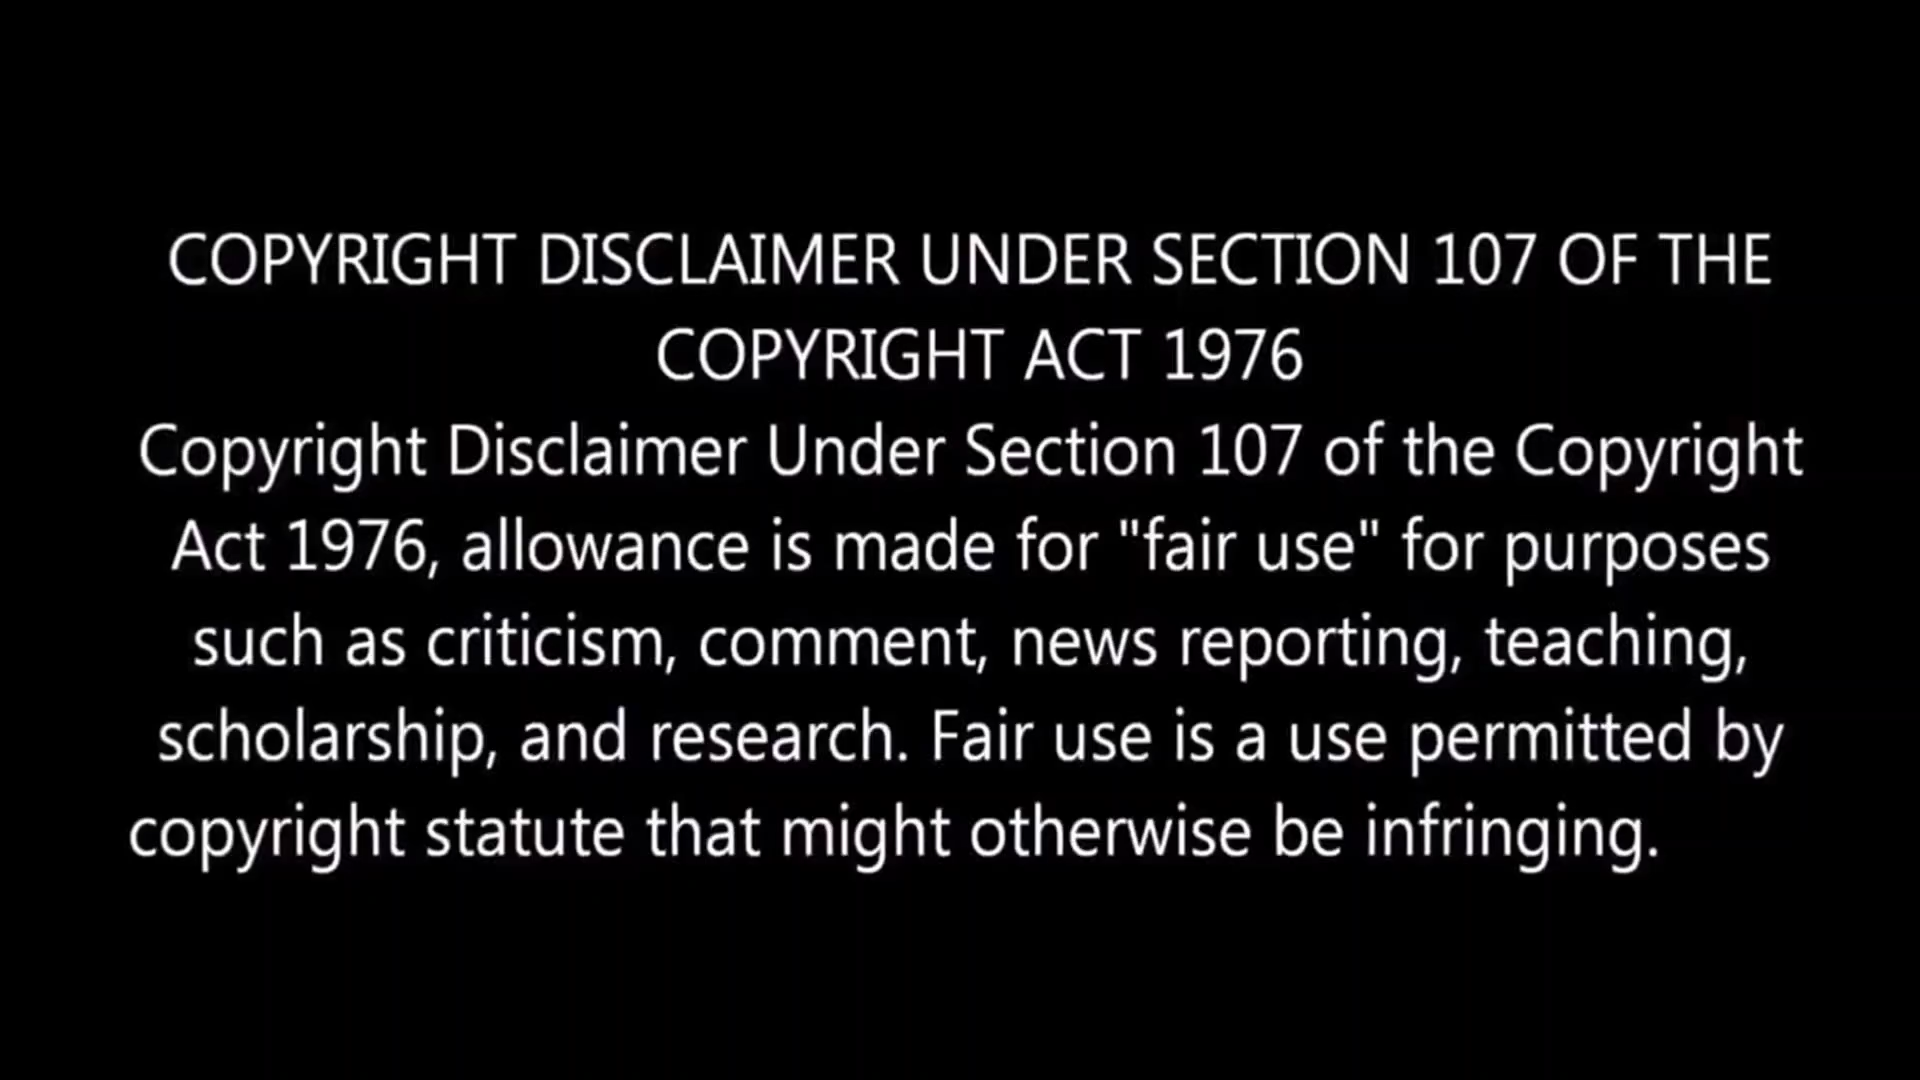 COPYRIGHT DISCLAIMER UNDER SECTION 107 OF THE
COPYRIGHT ACT 1976
Copyright Disclaimer Under Section 107 of the Copyright
Act 1976, allowance is made for "fair use" for purposes
such as criticism, comment, news reporting, teaching,
scholarship, and research. Fair use is a use permitted by
copyright statute that might otherwise be infringing.